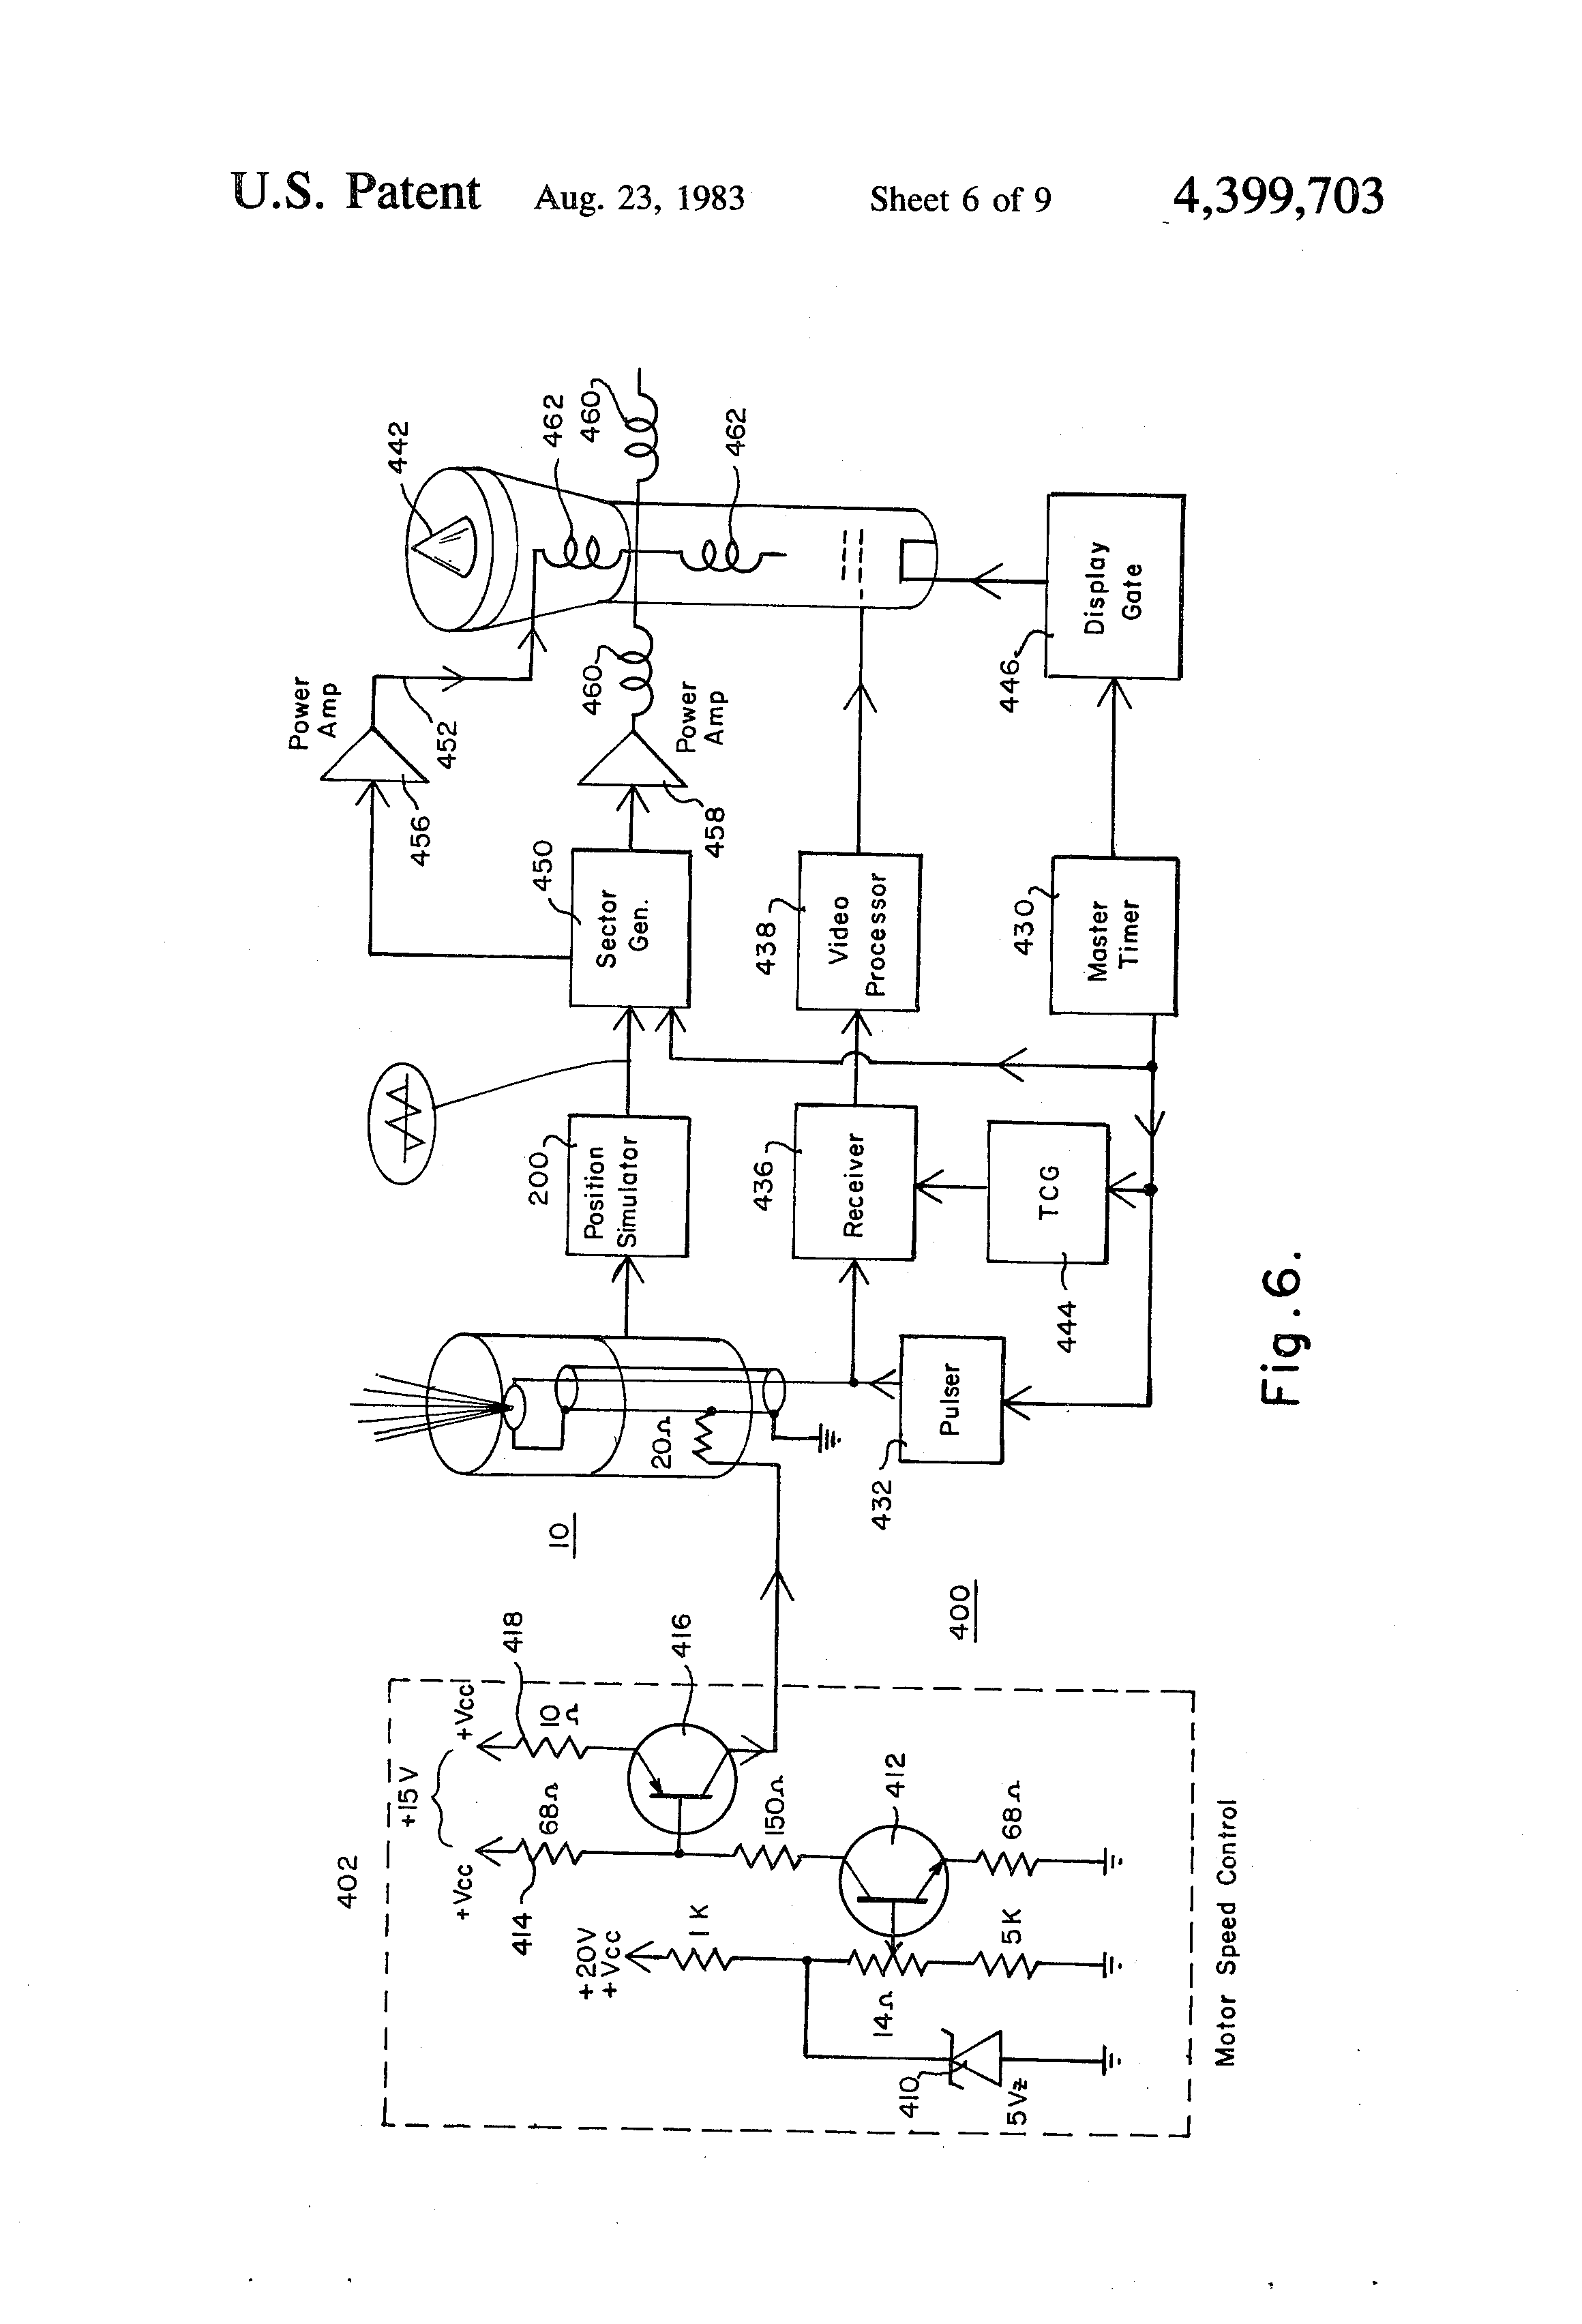 U.S. Patent Aug. 23, 1983 Sheet 6 of 9 4,399,703
402
+15V
+Vcc
+Vcc
418
414
68Ω
10
Ω
416
+20V
+Vcc
1K
150Ω
412
14Ω
410
15Vz
5K
68Ω
Motor Speed Control
10
400
20Ω
432
Pulser
200
Position
Simulator
436
Receiver
444
TCG
450
Sector
Gen.
438
Video
Processor
430
Master
Timer
456
Power
Amp
452
458
Power
Amp
460
442
462
460
462
446
Display
Gate
Fig. 6.